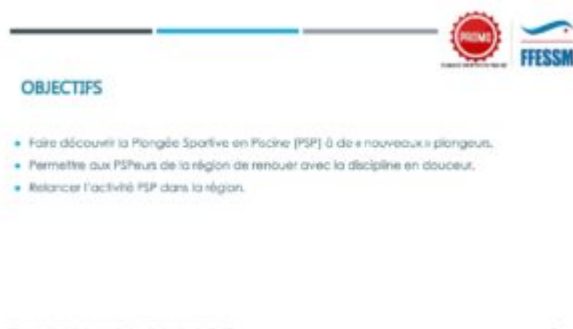 PROMO
FFESSM
OBJECTIFS
Faire découvrir la Plongée Sportive en Piscine (PSP) à de « nouveaux » plongeurs.
Permettre aux PSPeurs de la région de renouer avec la discipline en douceur.
Relancer l'activité PSP dans la région.